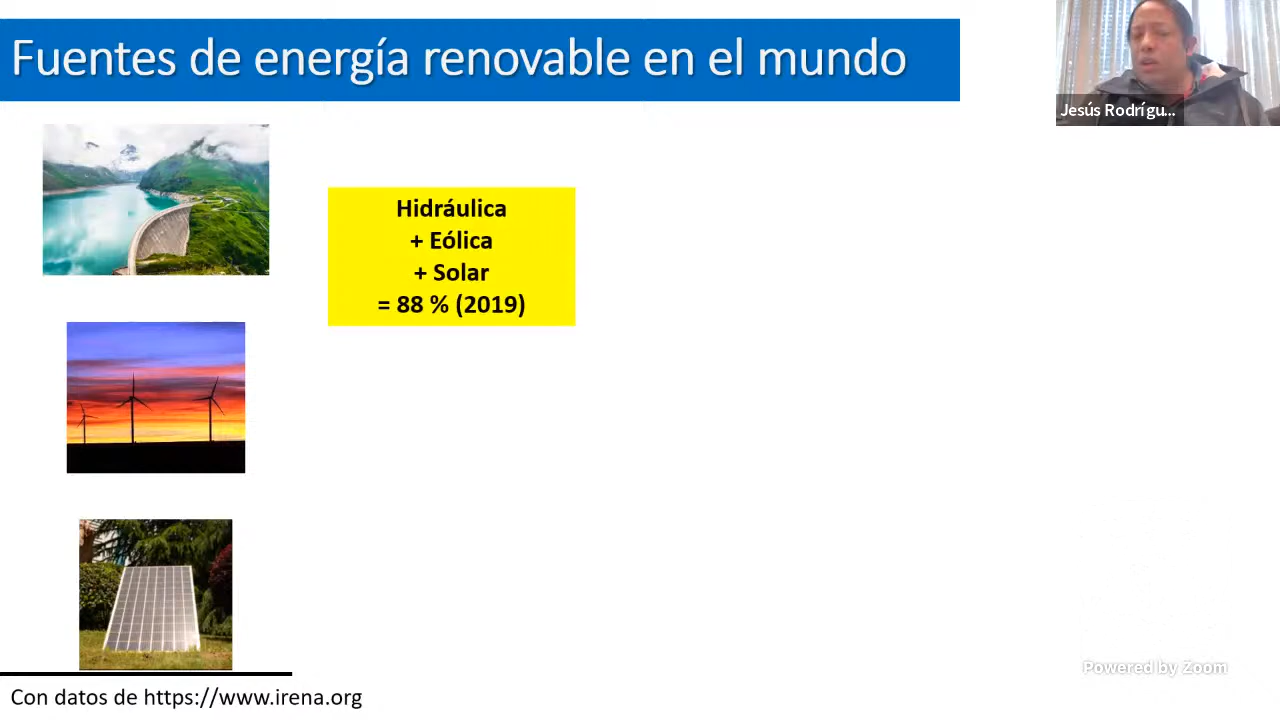 Fuentes de energía renovable en el mundo
Jesús Rodrígu...
Hidráulica
+ Eólica
+ Solar
= 88 % (2019)
Powered by Zoom
Con datos de https://www.irena.org